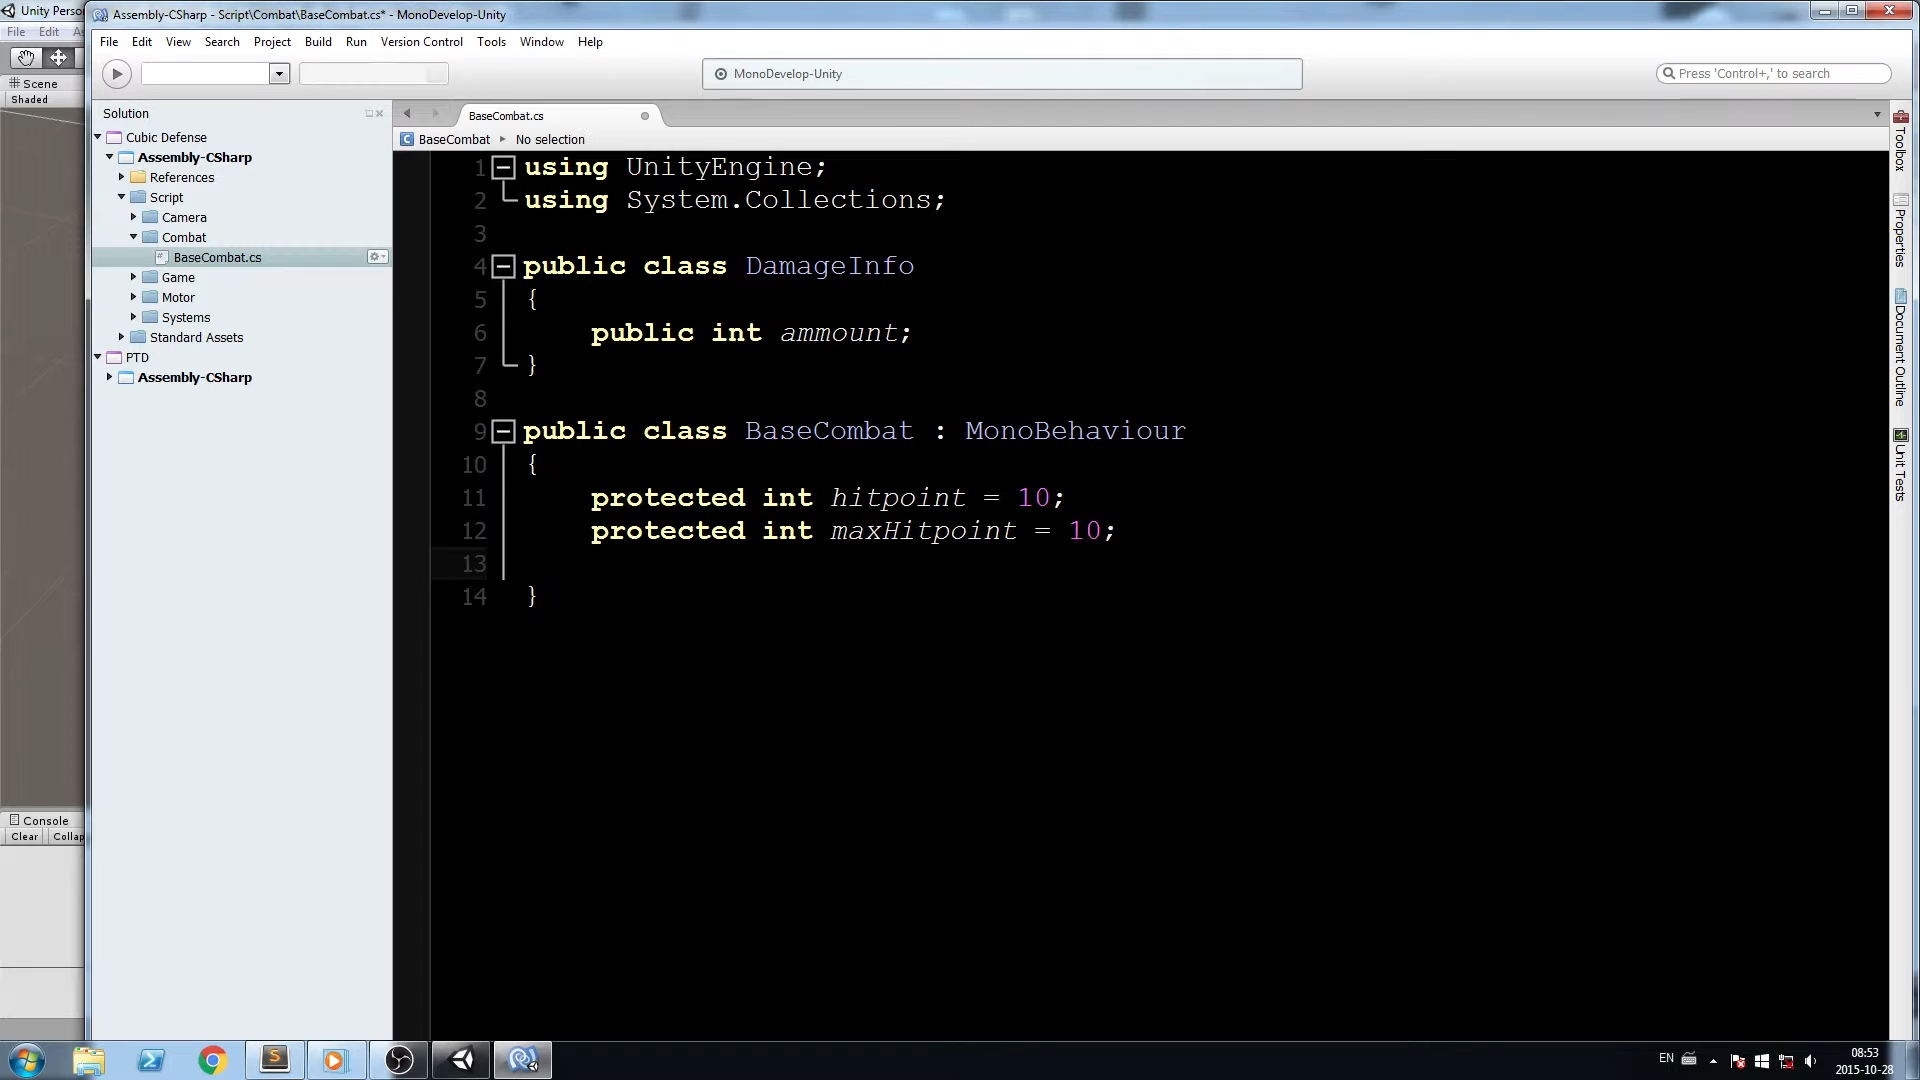 Unity Perso
Assembly-CSharp - Script\Combat\BaseCombat.cs* - MonoDevelop-Unity
File Edit
File Edit View Search Project Build Run Version Control Tools Window Help
MonoDevelop-Unity
Press 'Control+,' to search
Scene
Shaded
Solution
BaseCombat.cs
BaseCombat
No selection
Cubic Defense
Assembly-CSharp
References
Script
Camera
Combat
BaseCombat.cs
Game
Motor
Systems
Standard Assets
PTD
Assembly-CSharp
1 using UnityEngine;
2 using System.Collections;
3
4 public class DamageInfo
5 {
6 public int ammount;
7 }
8
9 public class BaseCombat : MonoBehaviour
10 {
11 protected int hitpoint = 10;
12 protected int maxHitpoint = 10;
13
14 }
Toolbox
Properties
Document Outline
Unit Tests
Console
Clear Collap
EN
08:53
2015-10-28